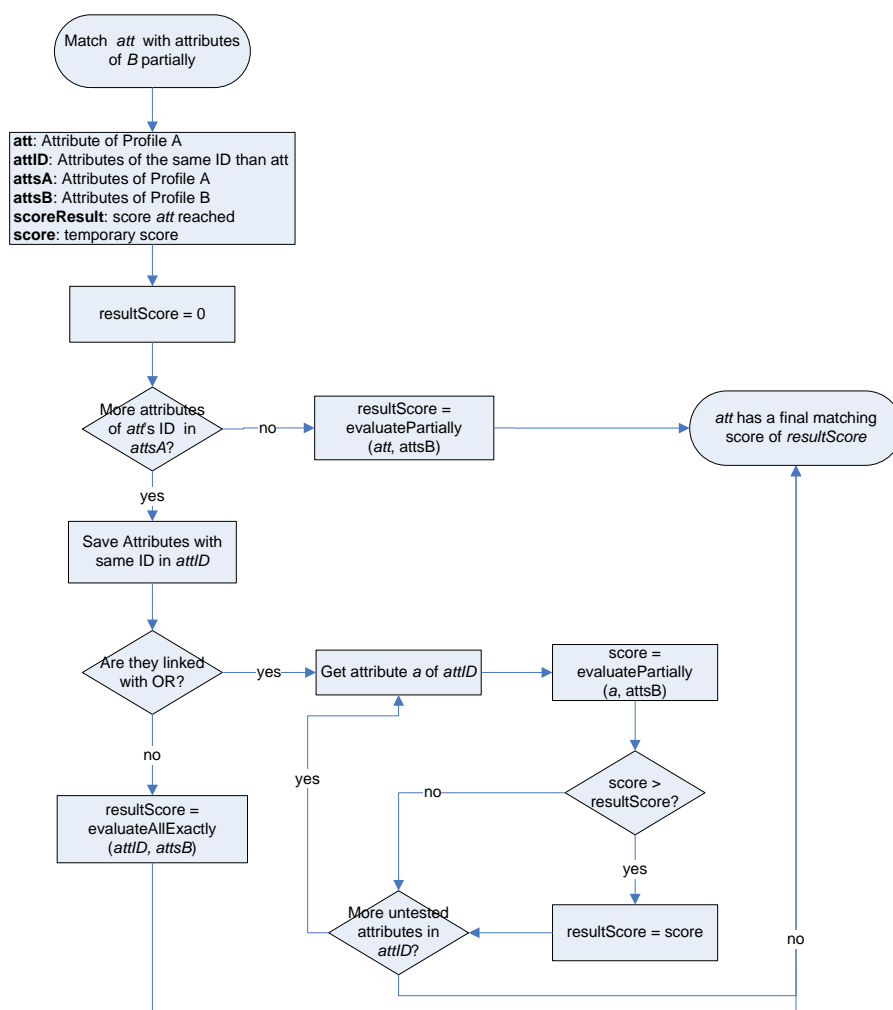 Match att with attributes
of B partially
att: Attribute of Profile A
attID: Attributes of the same ID than att
attsA: Attributes of Profile A
attsB: Attributes of Profile B
scoreResult: score att reached
score: temporary score
resultScore = 0
More attributes
of att's ID in
attsA?
no
resultScore =
evaluatePartially
(att, attsB)
att has a final matching
score of resultScore
yes
Save Attributes with
same ID in attID
Are they linked
with OR?
yes
Get attribute a of attID
score =
evaluatePartially
(a, attsB)
no
yes
score >
resultScore?
no
resultScore =
evaluateAllExactly
(attID, attsB)
yes
More untested
attributes in
attID?
resultScore = score
no